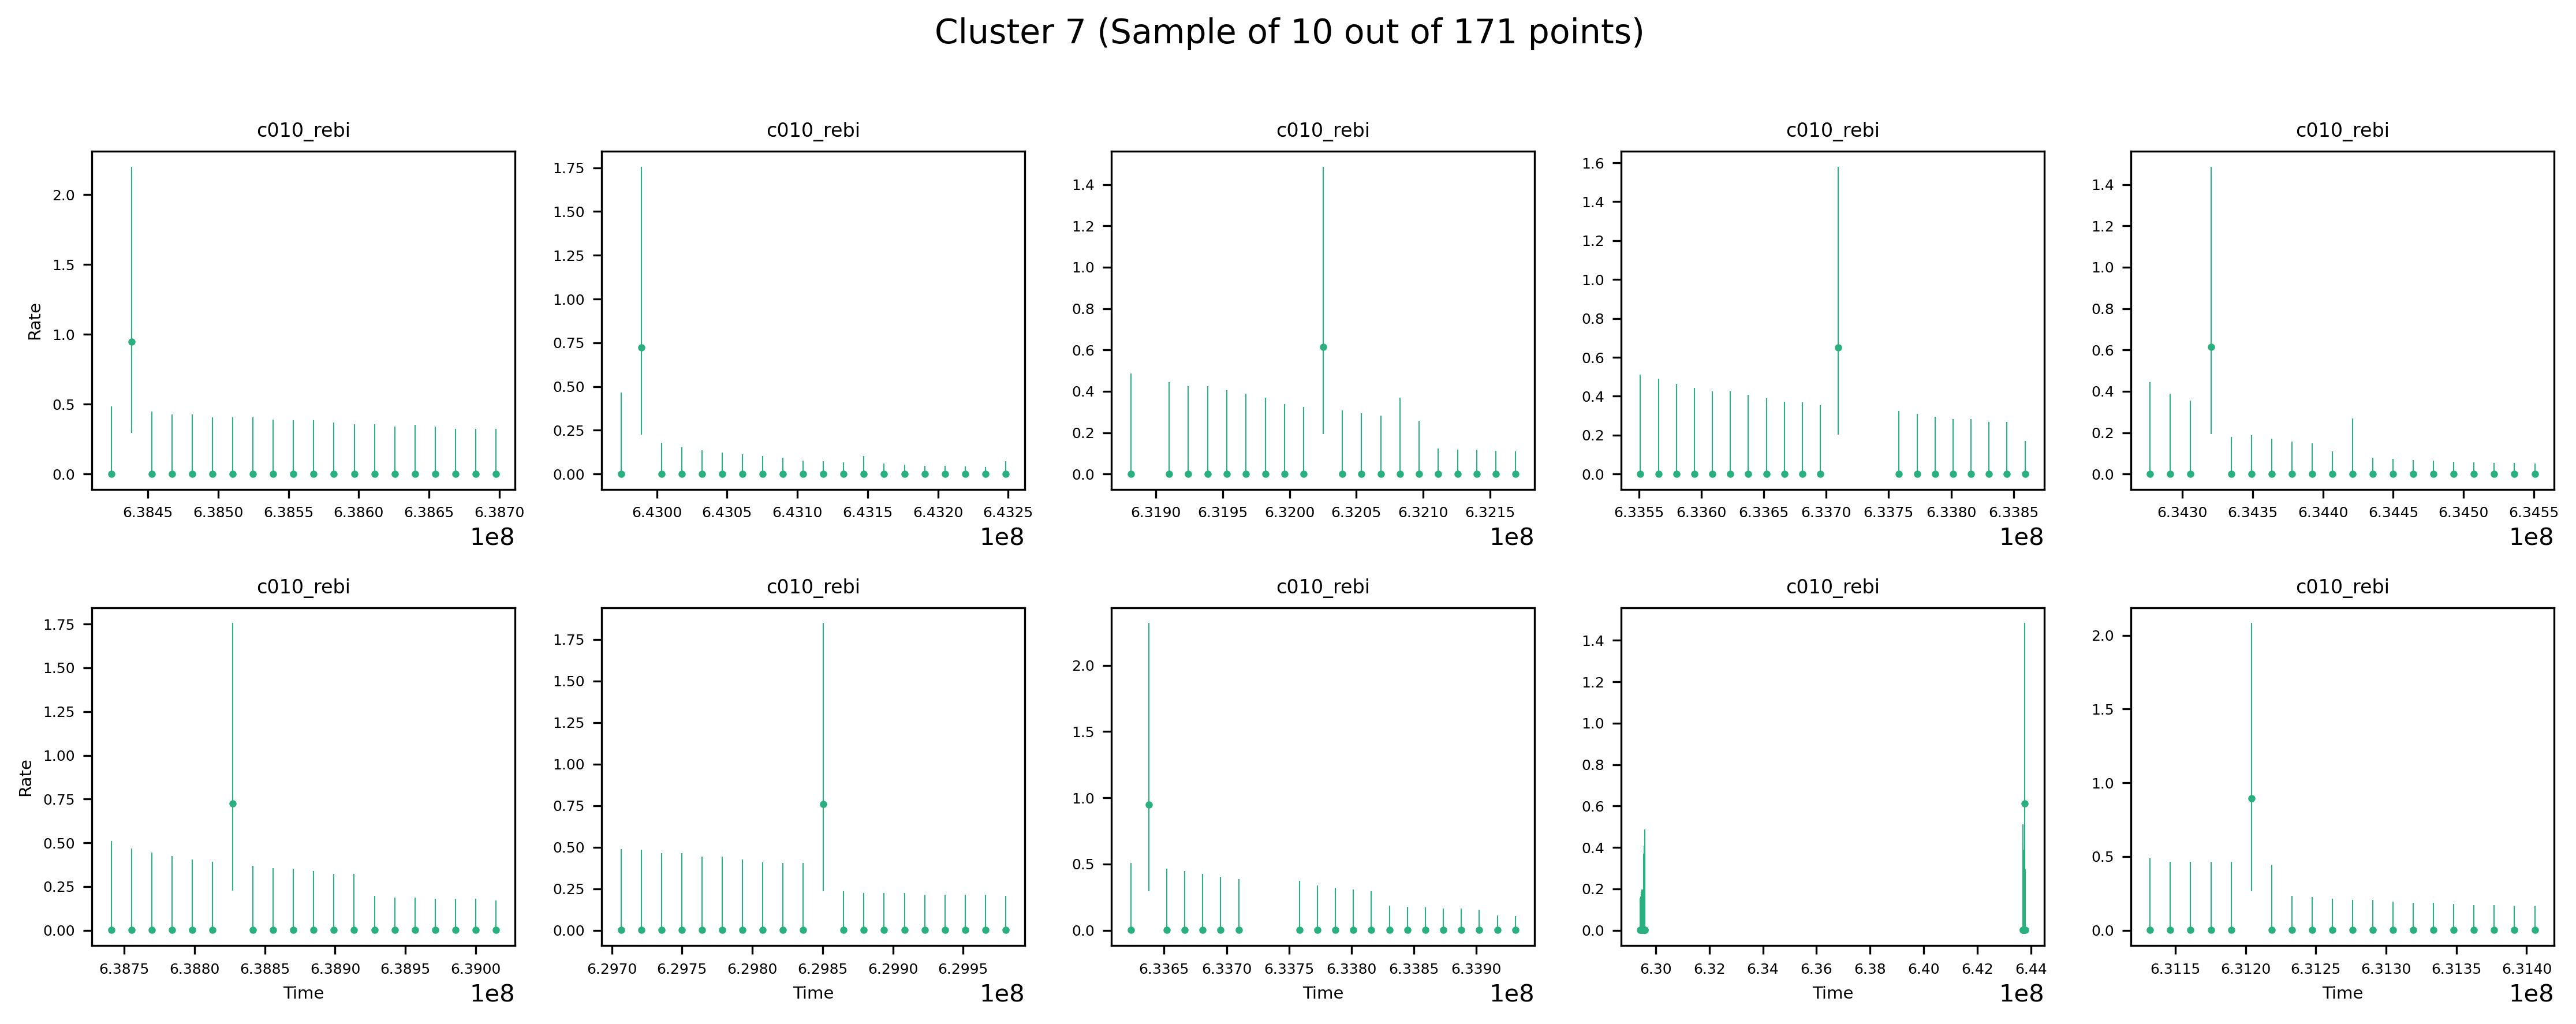 Cluster 7 (Sample of 10 out of 171 points)
c010_rebi c010_rebi c010_rebi c010_rebi c010_rebi
Rate
2.0
1.5
1.0
0.5
0.0
6.3845 6.3850 6.3855 6.3860 6.3865 6.3870
1e8
1.75
1.50
1.25
1.00
0.75
0.50
0.25
0.00
6.4300 6.4305 6.4310 6.4315 6.4320 6.4325
1e8
1.4
1.2
1.0
0.8
0.6
0.4
0.2
0.0
6.3190 6.3195 6.3200 6.3205 6.3210 6.3215
1e8
1.6
1.4
1.2
1.0
0.8
0.6
0.4
0.2
0.0
6.3355 6.3360 6.3365 6.3370 6.3375 6.3380 6.3385
1e8
1.4
1.2
1.0
0.8
0.6
0.4
0.2
0.0
6.3430 6.3435 6.3440 6.3445 6.3450 6.3455
1e8
c010_rebi c010_rebi c010_rebi c010_rebi c010_rebi
Rate
1.75
1.50
1.25
1.00
0.75
0.50
0.25
0.00
6.3875 6.3880 6.3885 6.3890 6.3895 6.3900
Time
1e8
1.75
1.50
1.25
1.00
0.75
0.50
0.25
0.00
6.2970 6.2975 6.2980 6.2985 6.2990 6.2995
Time
1e8
2.0
1.5
1.0
0.5
0.0
6.3365 6.3370 6.3375 6.3380 6.3385 6.3390
Time
1e8
1.4
1.2
1.0
0.8
0.6
0.4
0.2
0.0
6.30 6.32 6.34 6.36 6.38 6.40 6.42 6.44
Time
1e8
2.0
1.5
1.0
0.5
0.0
6.3115 6.3120 6.3125 6.3130 6.3135 6.3140
Time
1e8